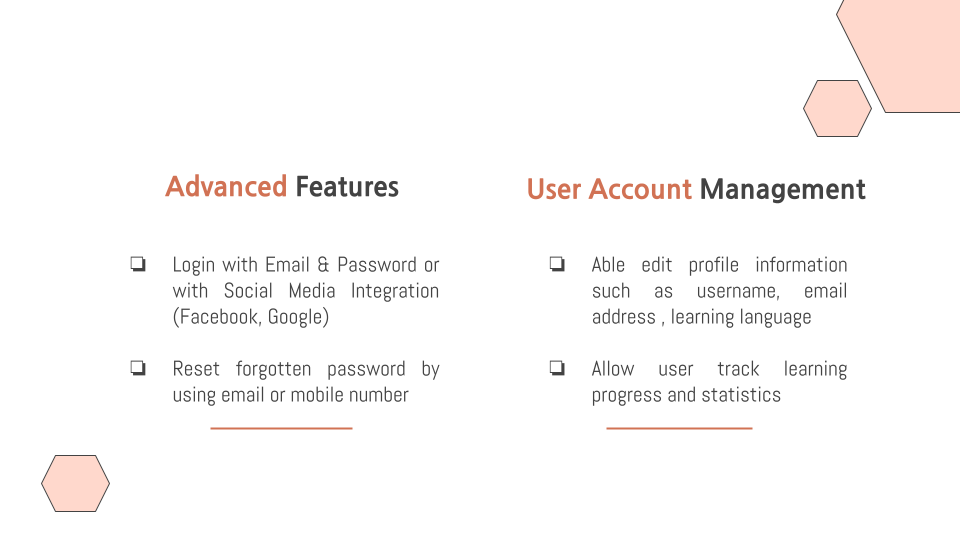 Advanced Features
❏ Login with Email & Password or
with Social Media Integration
(Facebook, Google)
❏ Reset forgotten password by
using email or mobile number
User Account Management
❏ Able edit profile information
such as username, email
address , learning language
❏ Allow user track learning
progress and statistics